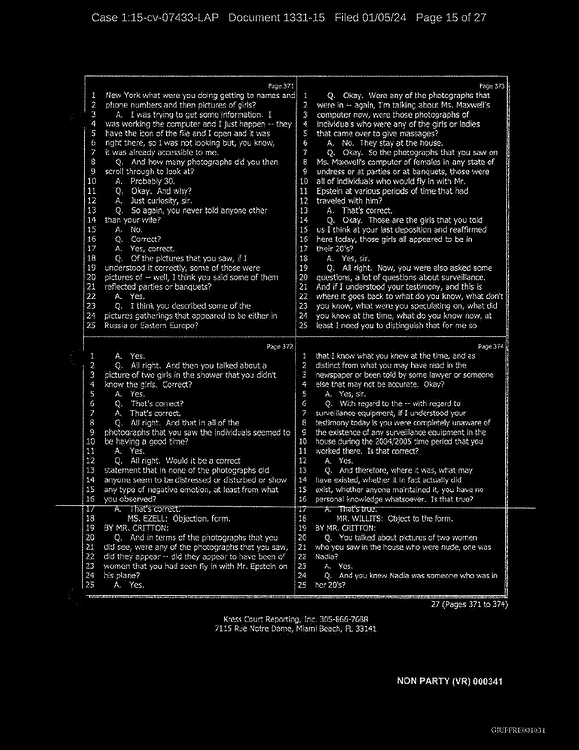 Case 1:15-cv-07433-LAP Document 1331-15 Filed 01/05/24 Page 15 of 27
Page 371
1 New York what were you doing getting to names and
2 phone numbers and then pictures of girls?
3 A. I was trying to get some information. I
4 was working the computer and I just happen -- they
5 have the icon of the file and I open and it was
6 right there, so I was not looking but, you know,
7 it was already accessible to me.
8 Q. And how many photographs did you then
9 scroll through to look at?
10 A. Probably 30.
11 Q. Okay. And why?
12 A. Just curiosity, sir.
13 Q. So again, you never told anyone other
14 than your wife?
15 A. No.
16 Q. Correct?
17 A. Yes, correct.
18 Q. Of the pictures that you saw, if I
19 understood it correctly, some of those were
20 pictures of -- well, I think you said some of them
21 reflected parties or banquets?
22 A. Yes.
23 Q. I think you described some of the
24 pictures gatherings that appeared to be either in
25 Russia or Eastern Europe?
Page 372
1 A. Yes.
2 Q. All right. And then you talked about a
3 picture of two girls in the shower that you didn't
4 know the girls. Correct?
5 A. Yes.
6 Q. That's correct?
7 A. That's correct.
8 Q. All right. And that in all of the
9 photographs that you saw the individuals seemed to
10 be having a good time?
11 A. Yes.
12 Q. All right. Would it be a correct
13 statement that in none of the photographs did
14 anyone seem to be distressed or disturbed or show
15 any type of negative emotion, at least from what
16 you observed?
17 A. That's correct.
18 MS. EZELL: Objection, form.
19 BY MR. CRITTON:
20 Q. And in terms of the photographs that you
21 did see, were any of the photographs that you saw,
22 did they appear -- did they appear to have been of
23 women that you had seen fly in with Mr. Epstein on
24 his plane?
25 A. Yes.
Page 373
1 Q. Okay. Were any of the photographs that
2 were in -- again, I'm talking about Ms. Maxwell's
3 computer now, were those photographs of
4 individuals who were any of the girls or ladies
5 that came over to give massages?
6 A. No. They stay at the house.
7 Q. Okay. So the photographs that you saw on
8 Ms. Maxwell's computer of females in any state of
9 undress or at parties or at banquets, those were
10 all of individuals who would fly in with Mr.
11 Epstein at various periods of time that had
12 traveled with him?
13 A. That's correct.
14 Q. Okay. Those are the girls that you told
15 us I think at your last deposition and reaffirmed
16 here today, those girls all appeared to be in
17 their 20's?
18 A. Yes, sir.
19 Q. All right. Now, you were also asked some
20 questions, a lot of questions about surveillance.
21 And if I understood your testimony, and this is
22 where it goes back to what do you know, what don't
23 you know, what were you speculating on, what did
24 you know at the time, what do you know now, at
25 least I need you to distinguish that for me so
Page 374
1 that I know what you knew at the time, and as
2 distinct from what you may have read in the
3 newspaper or been told by some lawyer or someone
4 else that may not be accurate. Okay?
5 A. Yes, sir.
6 Q. With regard to the -- with regard to
7 surveillance equipment, if I understood your
8 testimony today is you were completely unaware of
9 the existence of any surveillance equipment in the
10 house during the 2004/2005 time period that you
11 worked there. Is that correct?
12 A. Yes.
13 Q. And therefore, where it was, what may
14 have existed, whether it in fact actually did
15 exist, whether anyone maintained it, you have no
16 personal knowledge whatsoever. Is that true?
17 A. That's true.
18 MR. WILLITS: Object to the form.
19 BY MR. CRITTON:
20 Q. You talked about pictures of two women
21 who you saw in the house who were nude, one was
22 Nadia?
23 A. Yes.
24 Q. And you knew Nadia was someone who was in
25 her 20's?
27 (Pages 371 to 374)
Kress Court Reporting, Inc. 305-866-7688
7115 Rue Notre Dame, Miami Beach, FL 33141
NON PARTY (VR) 000341
GIUFFRE001031